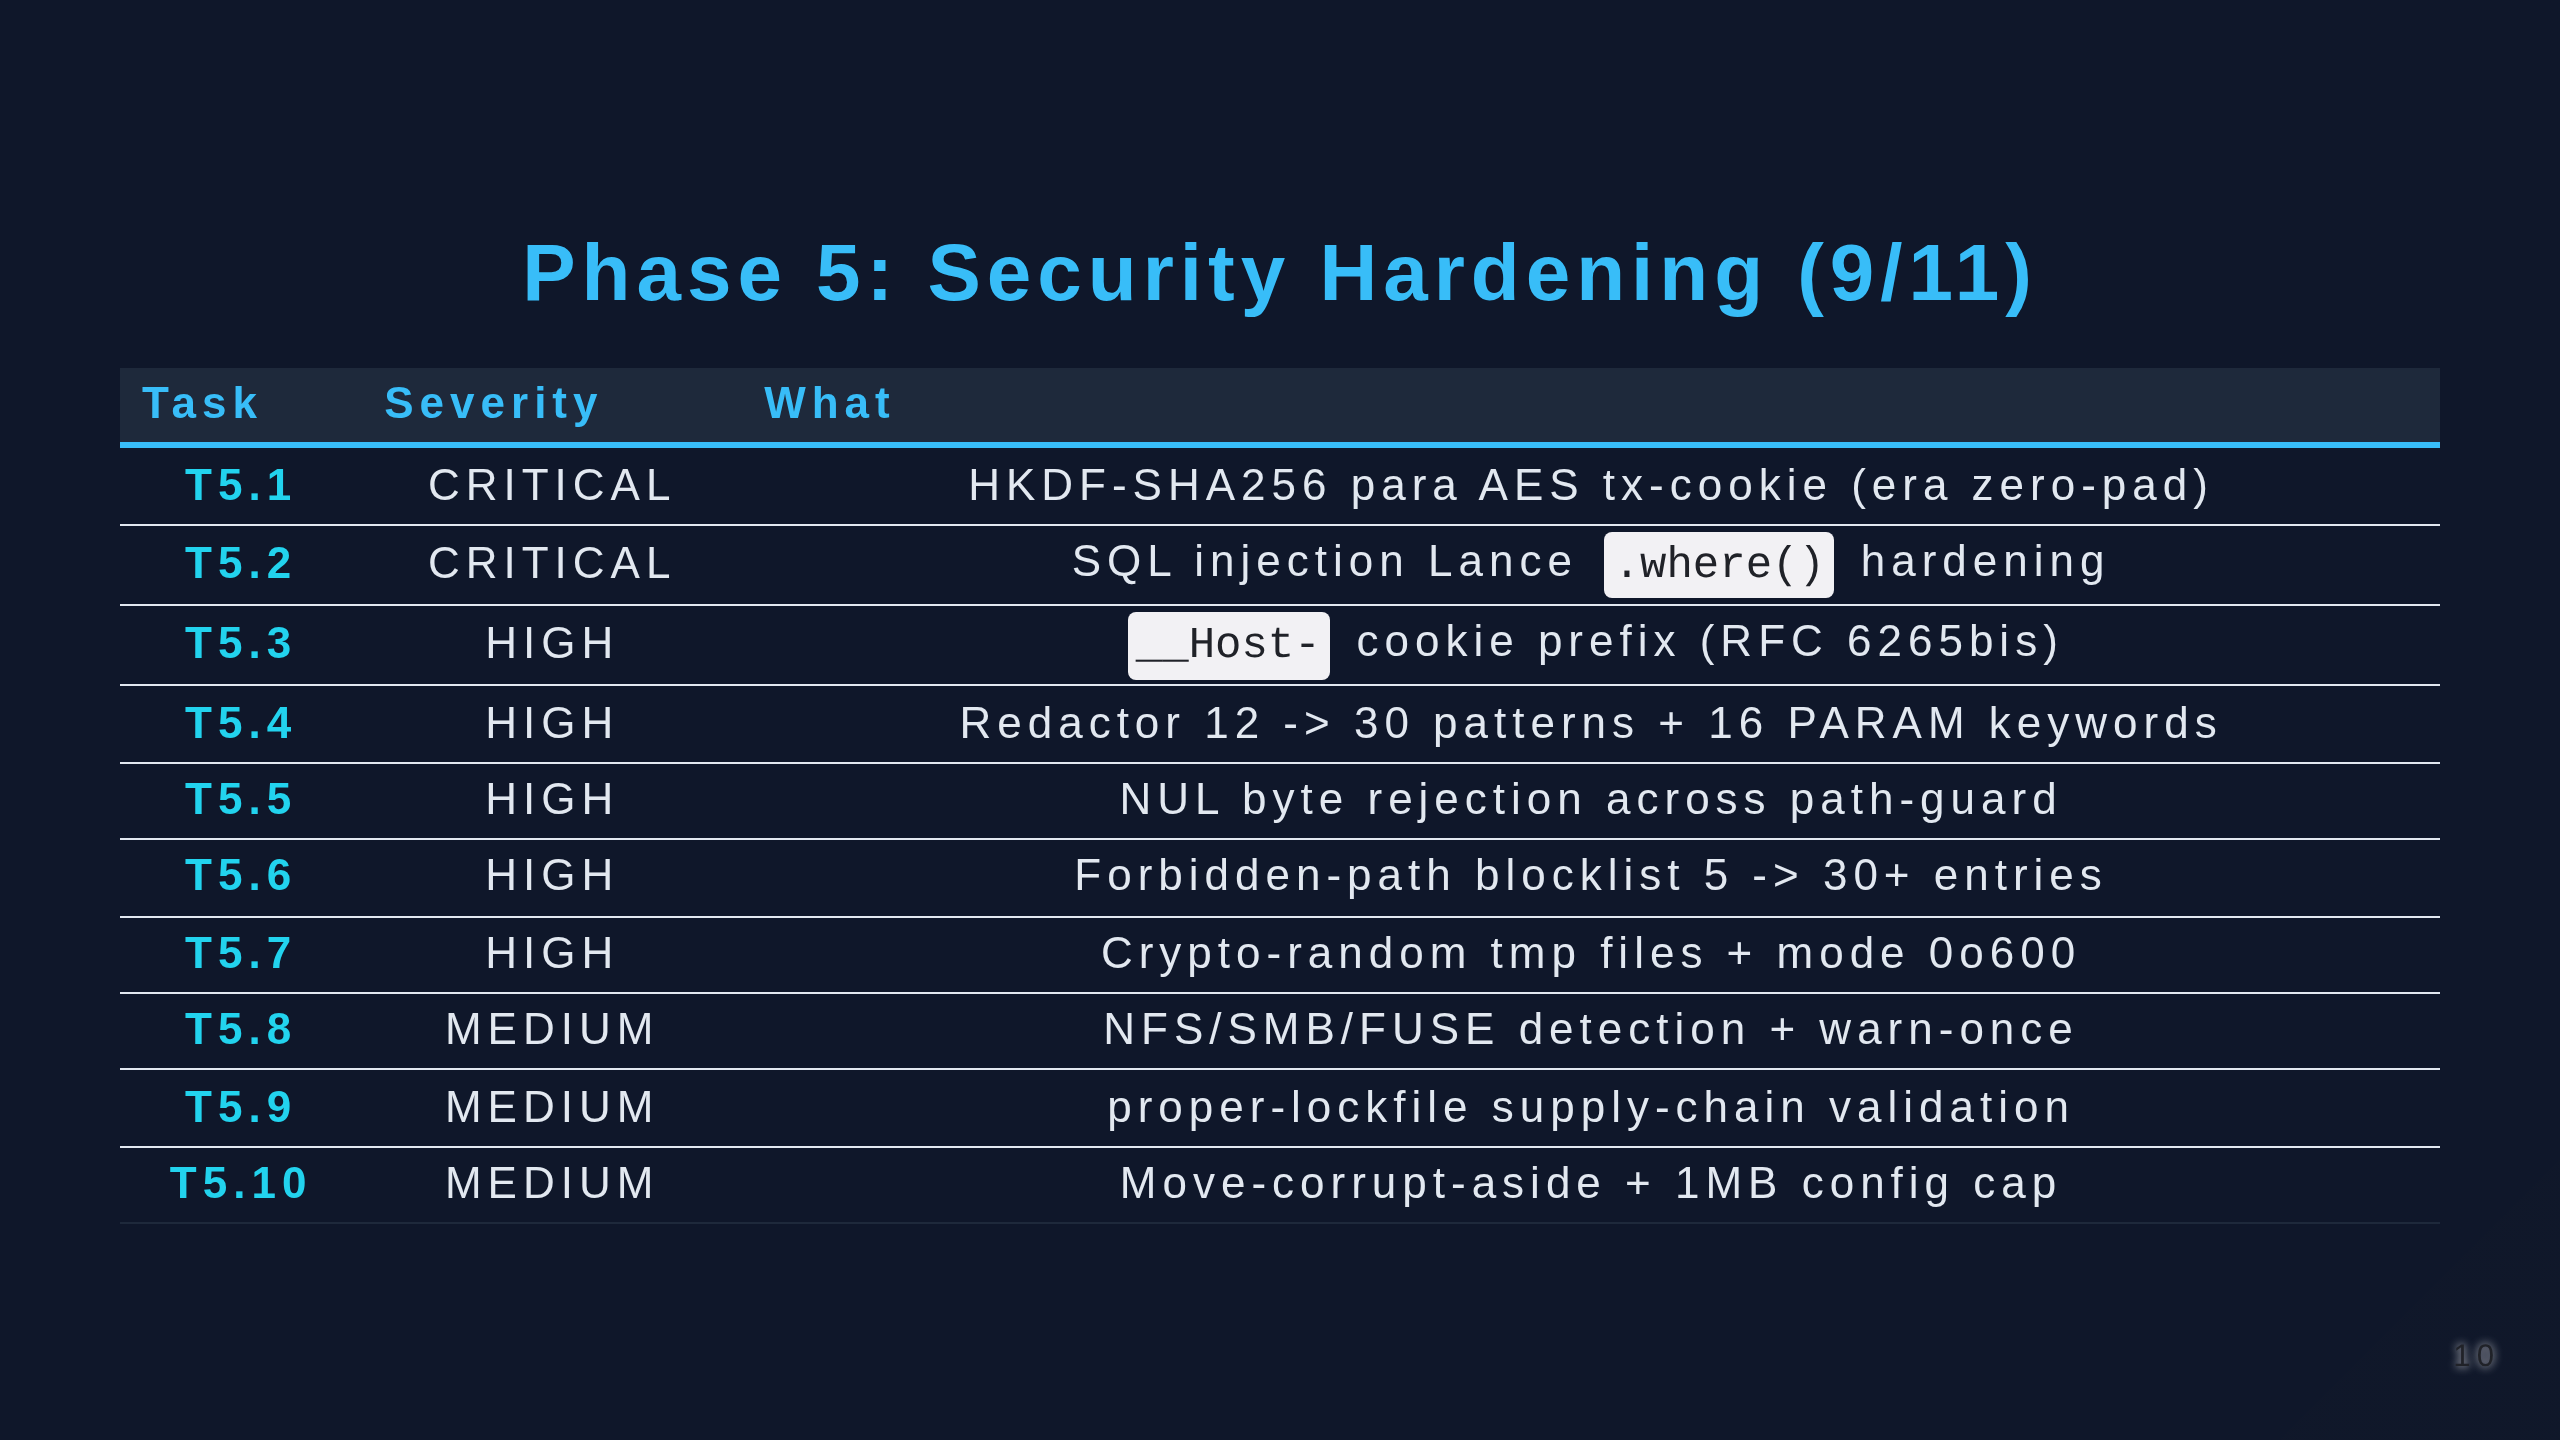 Phase 5: Security Hardening (9/11)
Task Severity What
T5.1 CRITICAL HKDF-SHA256 para AES tx-cookie (era zero-pad)
T5.2 CRITICAL SQL injection Lance .where() hardening
T5.3 HIGH __Host- cookie prefix (RFC 6265bis)
T5.4 HIGH Redactor 12 -> 30 patterns + 16 PARAM keywords
T5.5 HIGH NUL byte rejection across path-guard
T5.6 HIGH Forbidden-path blocklist 5 -> 30+ entries
T5.7 HIGH Crypto-random tmp files + mode 0o600
T5.8 MEDIUM NFS/SMB/FUSE detection + warn-once
T5.9 MEDIUM proper-lockfile supply-chain validation
T5.10 MEDIUM Move-corrupt-aside + 1MB config cap
10